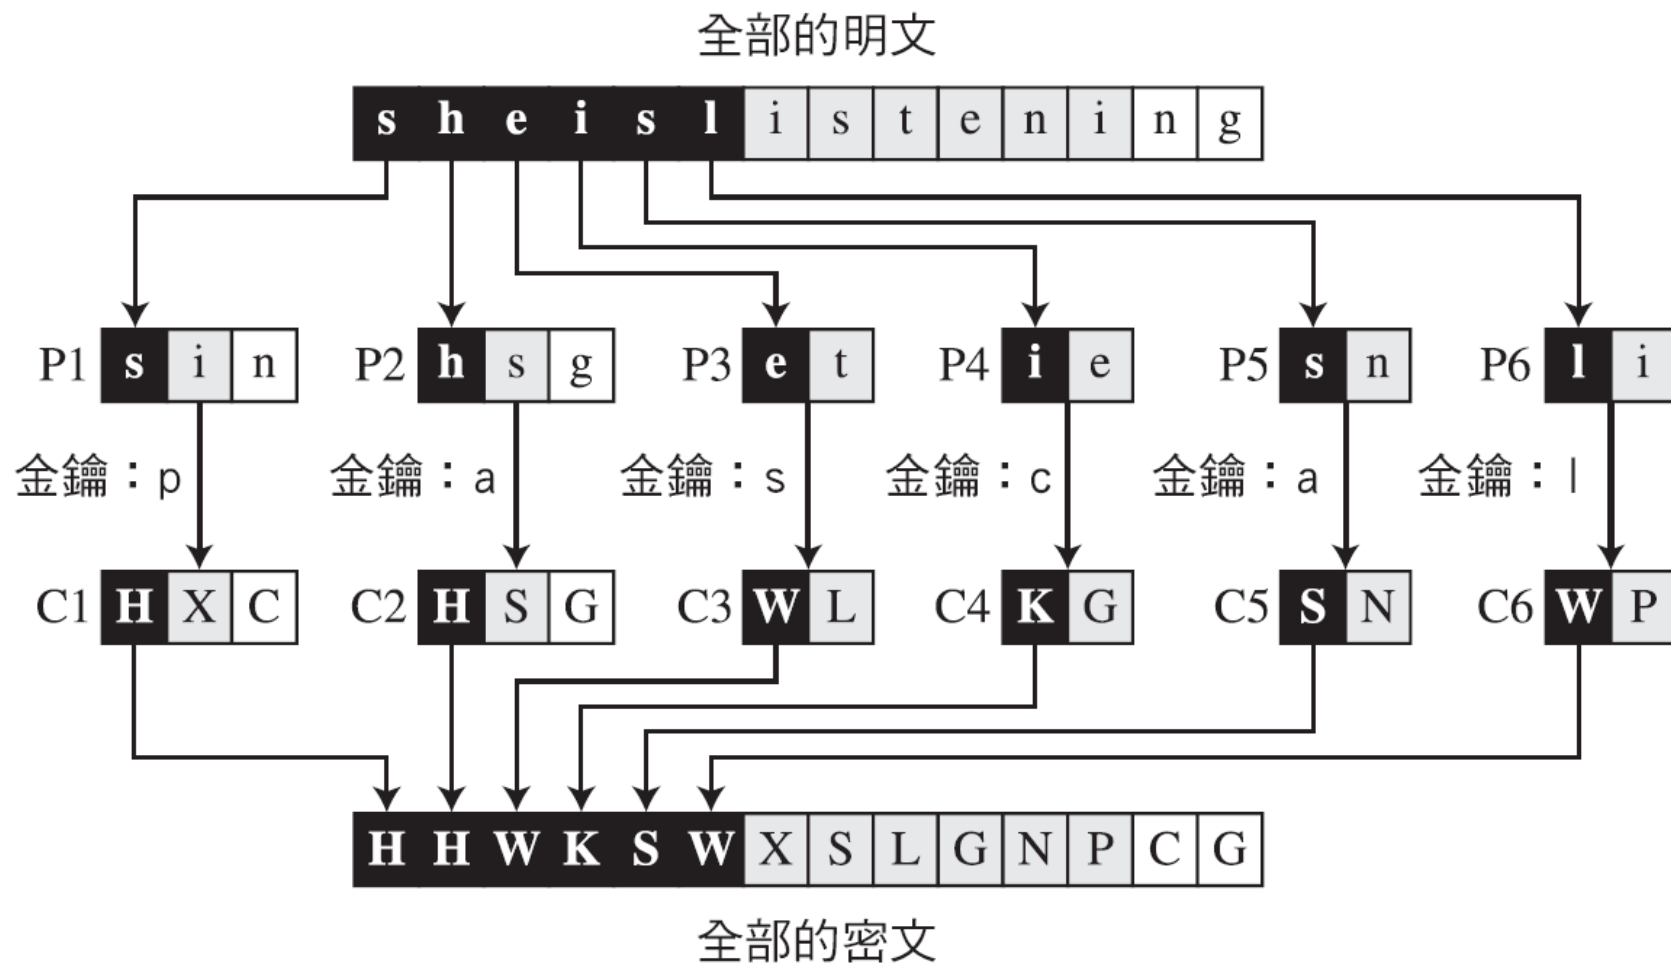 全部的明文
s h e i s l i s t e n i n g
P1 s i n P2 h s g P3 e t P4 i e P5 s n P6 l i
金鑰：p 金鑰：a 金鑰：s 金鑰：c 金鑰：a 金鑰：l
C1 H X C C2 H S G C3 W L C4 K G C5 S N C6 W P
H H W K S W X S L G N P C G
全部的密文